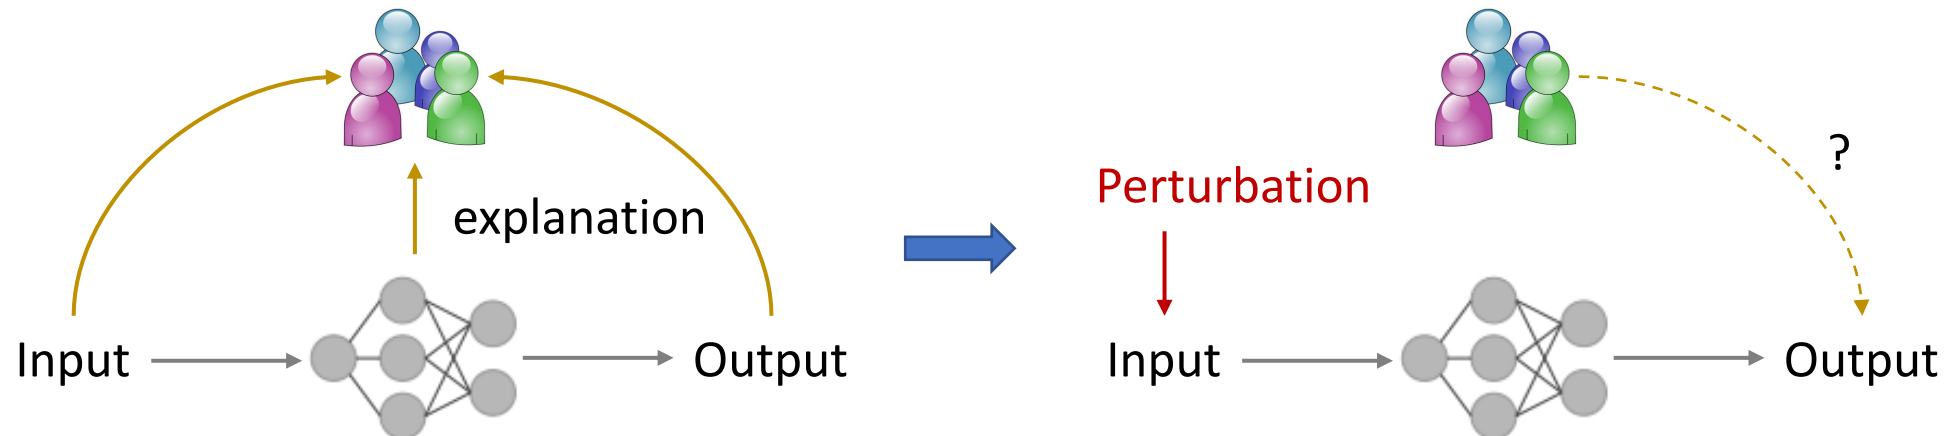 explanation
Input
Output
Perturbation
?
Input
Output